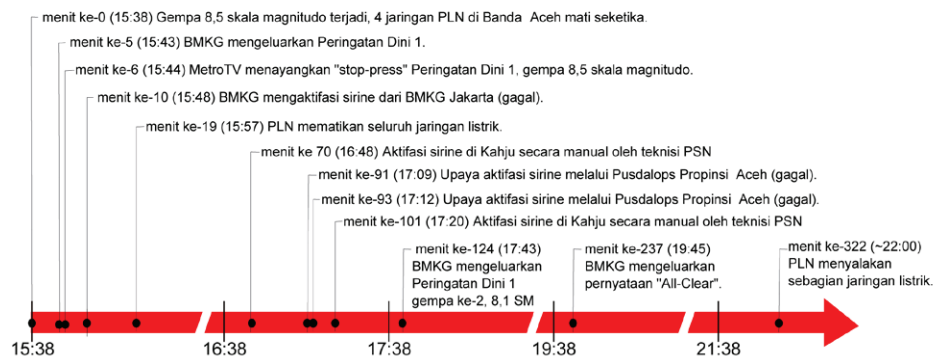 menit ke-0 (15:38) Gempa 8,5 skala magnitudo terjadi, 4 jaringan PLN di Banda Aceh mati seketika.
menit ke-5 (15:43) BMKG mengeluarkan Peringatan Dini 1.
menit ke-6 (15:44) MetroTV menayangkan "stop-press" Peringatan Dini 1, gempa 8,5 skala magnitudo.
menit ke-10 (15:48) BMKG mengaktifasi sirine dari BMKG Jakarta (gagal).
menit ke-19 (15:57) PLN mematikan seluruh jaringan listrik.
menit ke 70 (16:48) Aktifasi sirine di Kahju secara manual oleh teknisi PSN
menit ke-91 (17:09) Upaya aktifasi sirine melalui Pusdalops Propinsi Aceh (gagal).
menit ke-93 (17:12) Upaya aktifasi sirine melalui Pusdalops Propinsi Aceh (gagal).
menit ke-101 (17:20) Aktifasi sirine di Kahju secara manual oleh teknisi PSN
menit ke-124 (17:43)
BMKG mengeluarkan
Peringatan Dini 1
gempa ke-2, 8,1 SM
menit ke-237 (19:45)
BMKG mengeluarkan
pernyataan "All-Clear".
menit ke-322 (~22:00)
PLN menyalakan
sebagian jaringan listrik.
15:38
16:38
17:38
19:38
21:38